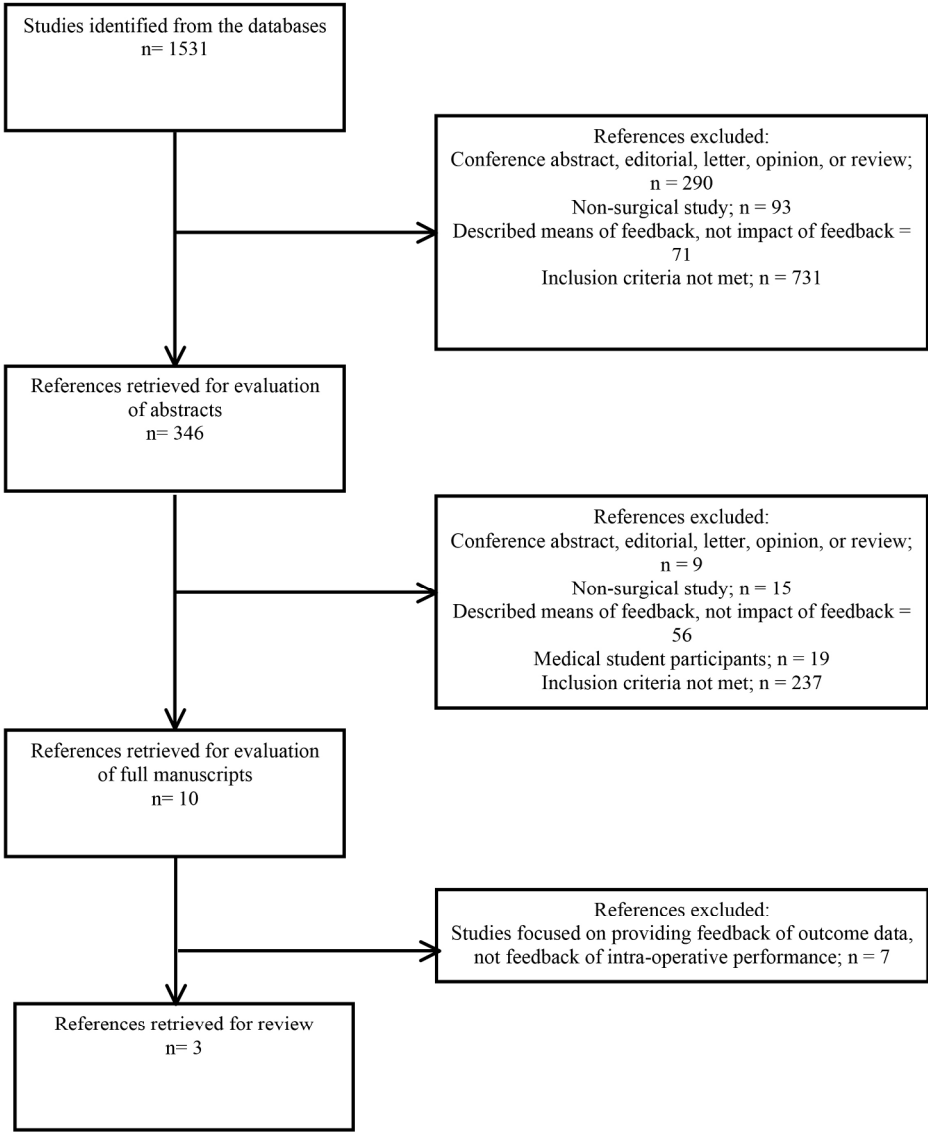 Studies identified from the databases
n= 1531
References excluded:
Conference abstract, editorial, letter, opinion, or review;
n = 290
Non-surgical study; n = 93
Described means of feedback, not impact of feedback =
71
Inclusion criteria not met; n = 731
References retrieved for evaluation
of abstracts
n= 346
References excluded:
Conference abstract, editorial, letter, opinion, or review;
n = 9
Non-surgical study; n = 15
Described means of feedback, not impact of feedback =
56
Medical student participants; n = 19
Inclusion criteria not met; n = 237
References retrieved for evaluation
of full manuscripts
n= 10
References excluded:
Studies focused on providing feedback of outcome data,
not feedback of intra-operative performance; n = 7
References retrieved for review
n= 3